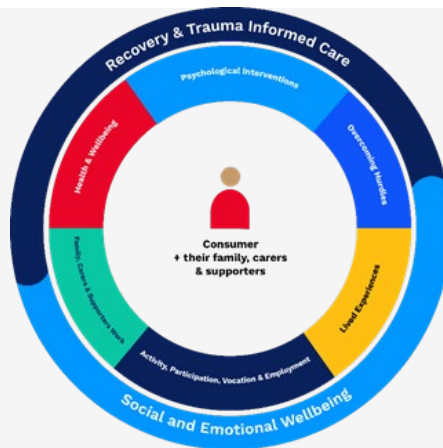 Recovery & Trauma Informed Care
Psychological Interventions
Health & Wellbeing
Overcoming Hurdles
Consumer
+ their family, carers
& supporters
Family, Carers & Supporters Work
Lived Experiences
Activity, Participation, Vocation & Employment
Social and Emotional Wellbeing